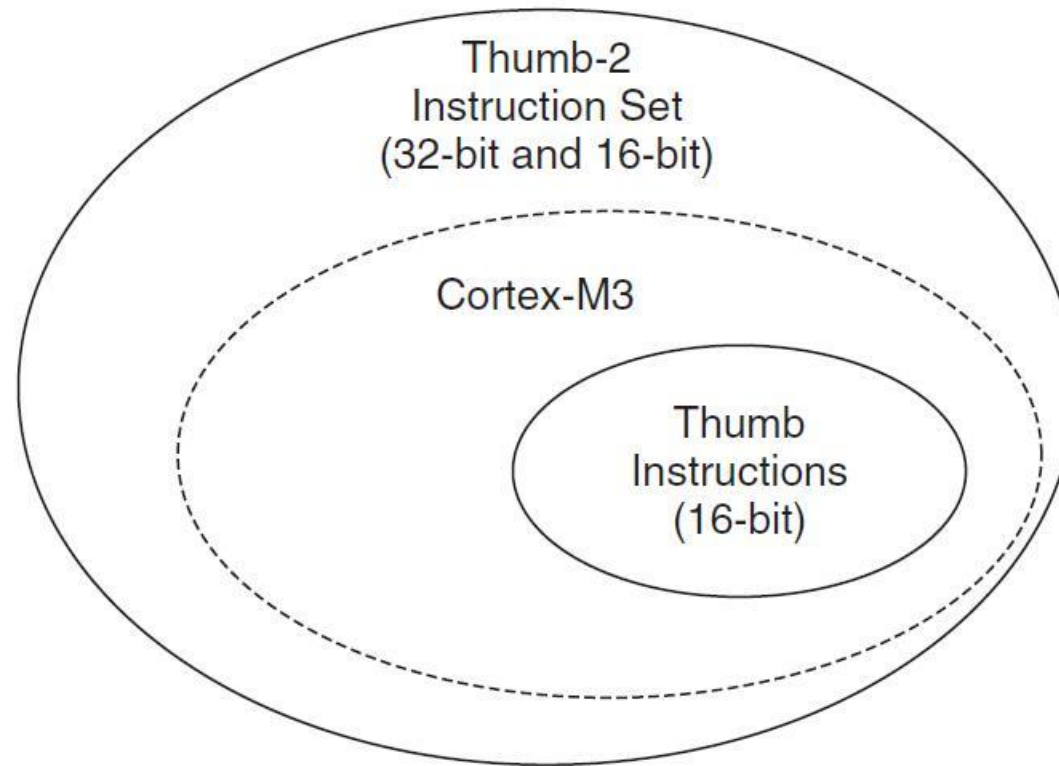 Thumb-2
Instruction Set
(32-bit and 16-bit)
Cortex-M3
Thumb
Instructions
(16-bit)